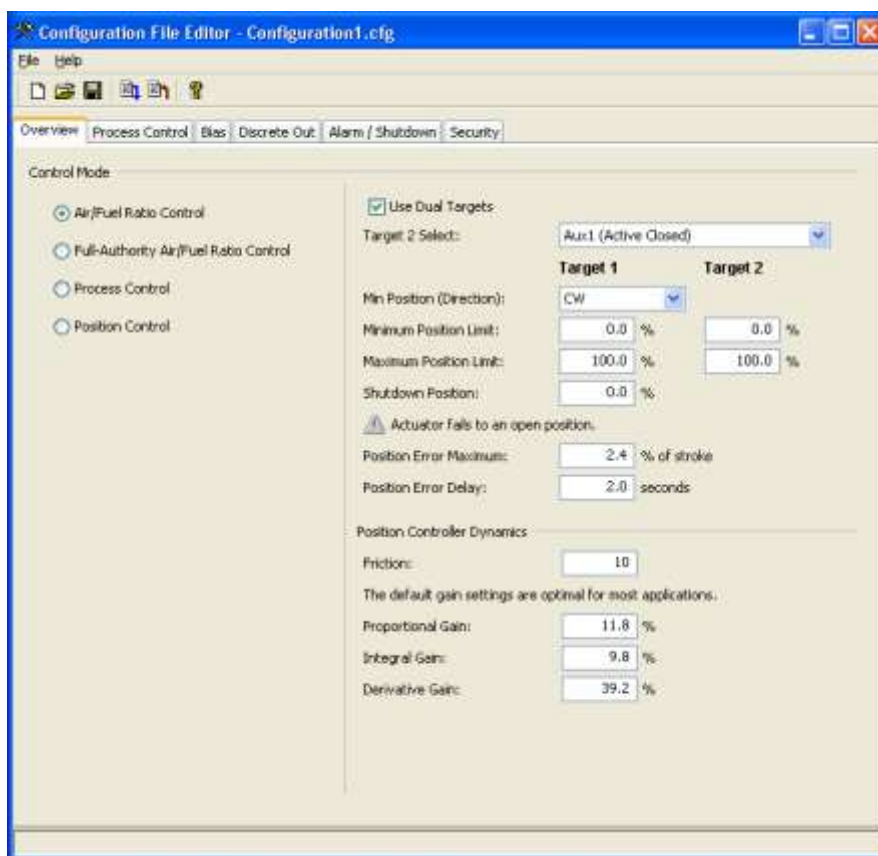 Configuration File Editor - Configuration1.cfg
File Help
Overview Process Control Bias Discrete Out Alarm / Shutdown Security
Control Mode
Air/Fuel Ratio Control
Full-Authority Air/Fuel Ratio Control
Process Control
Position Control
Use Dual Targets
Target 2 Select: Aux1 (Active Closed)
Target 1 Target 2
Min Position (Direction): CW
Minimum Position Limit: 0.0 % 0.0 %
Maximum Position Limit: 100.0 % 100.0 %
Shutdown Position: 0.0 %
Actuator fails to an open position.
Position Error Maximum: 2.4 % of stroke
Position Error Delay: 2.0 seconds
Position Controller Dynamics
Friction: 10
The default gain settings are optimal for most applications.
Proportional Gain: 11.8 %
Integral Gain: 9.8 %
Derivative Gain: 39.2 %